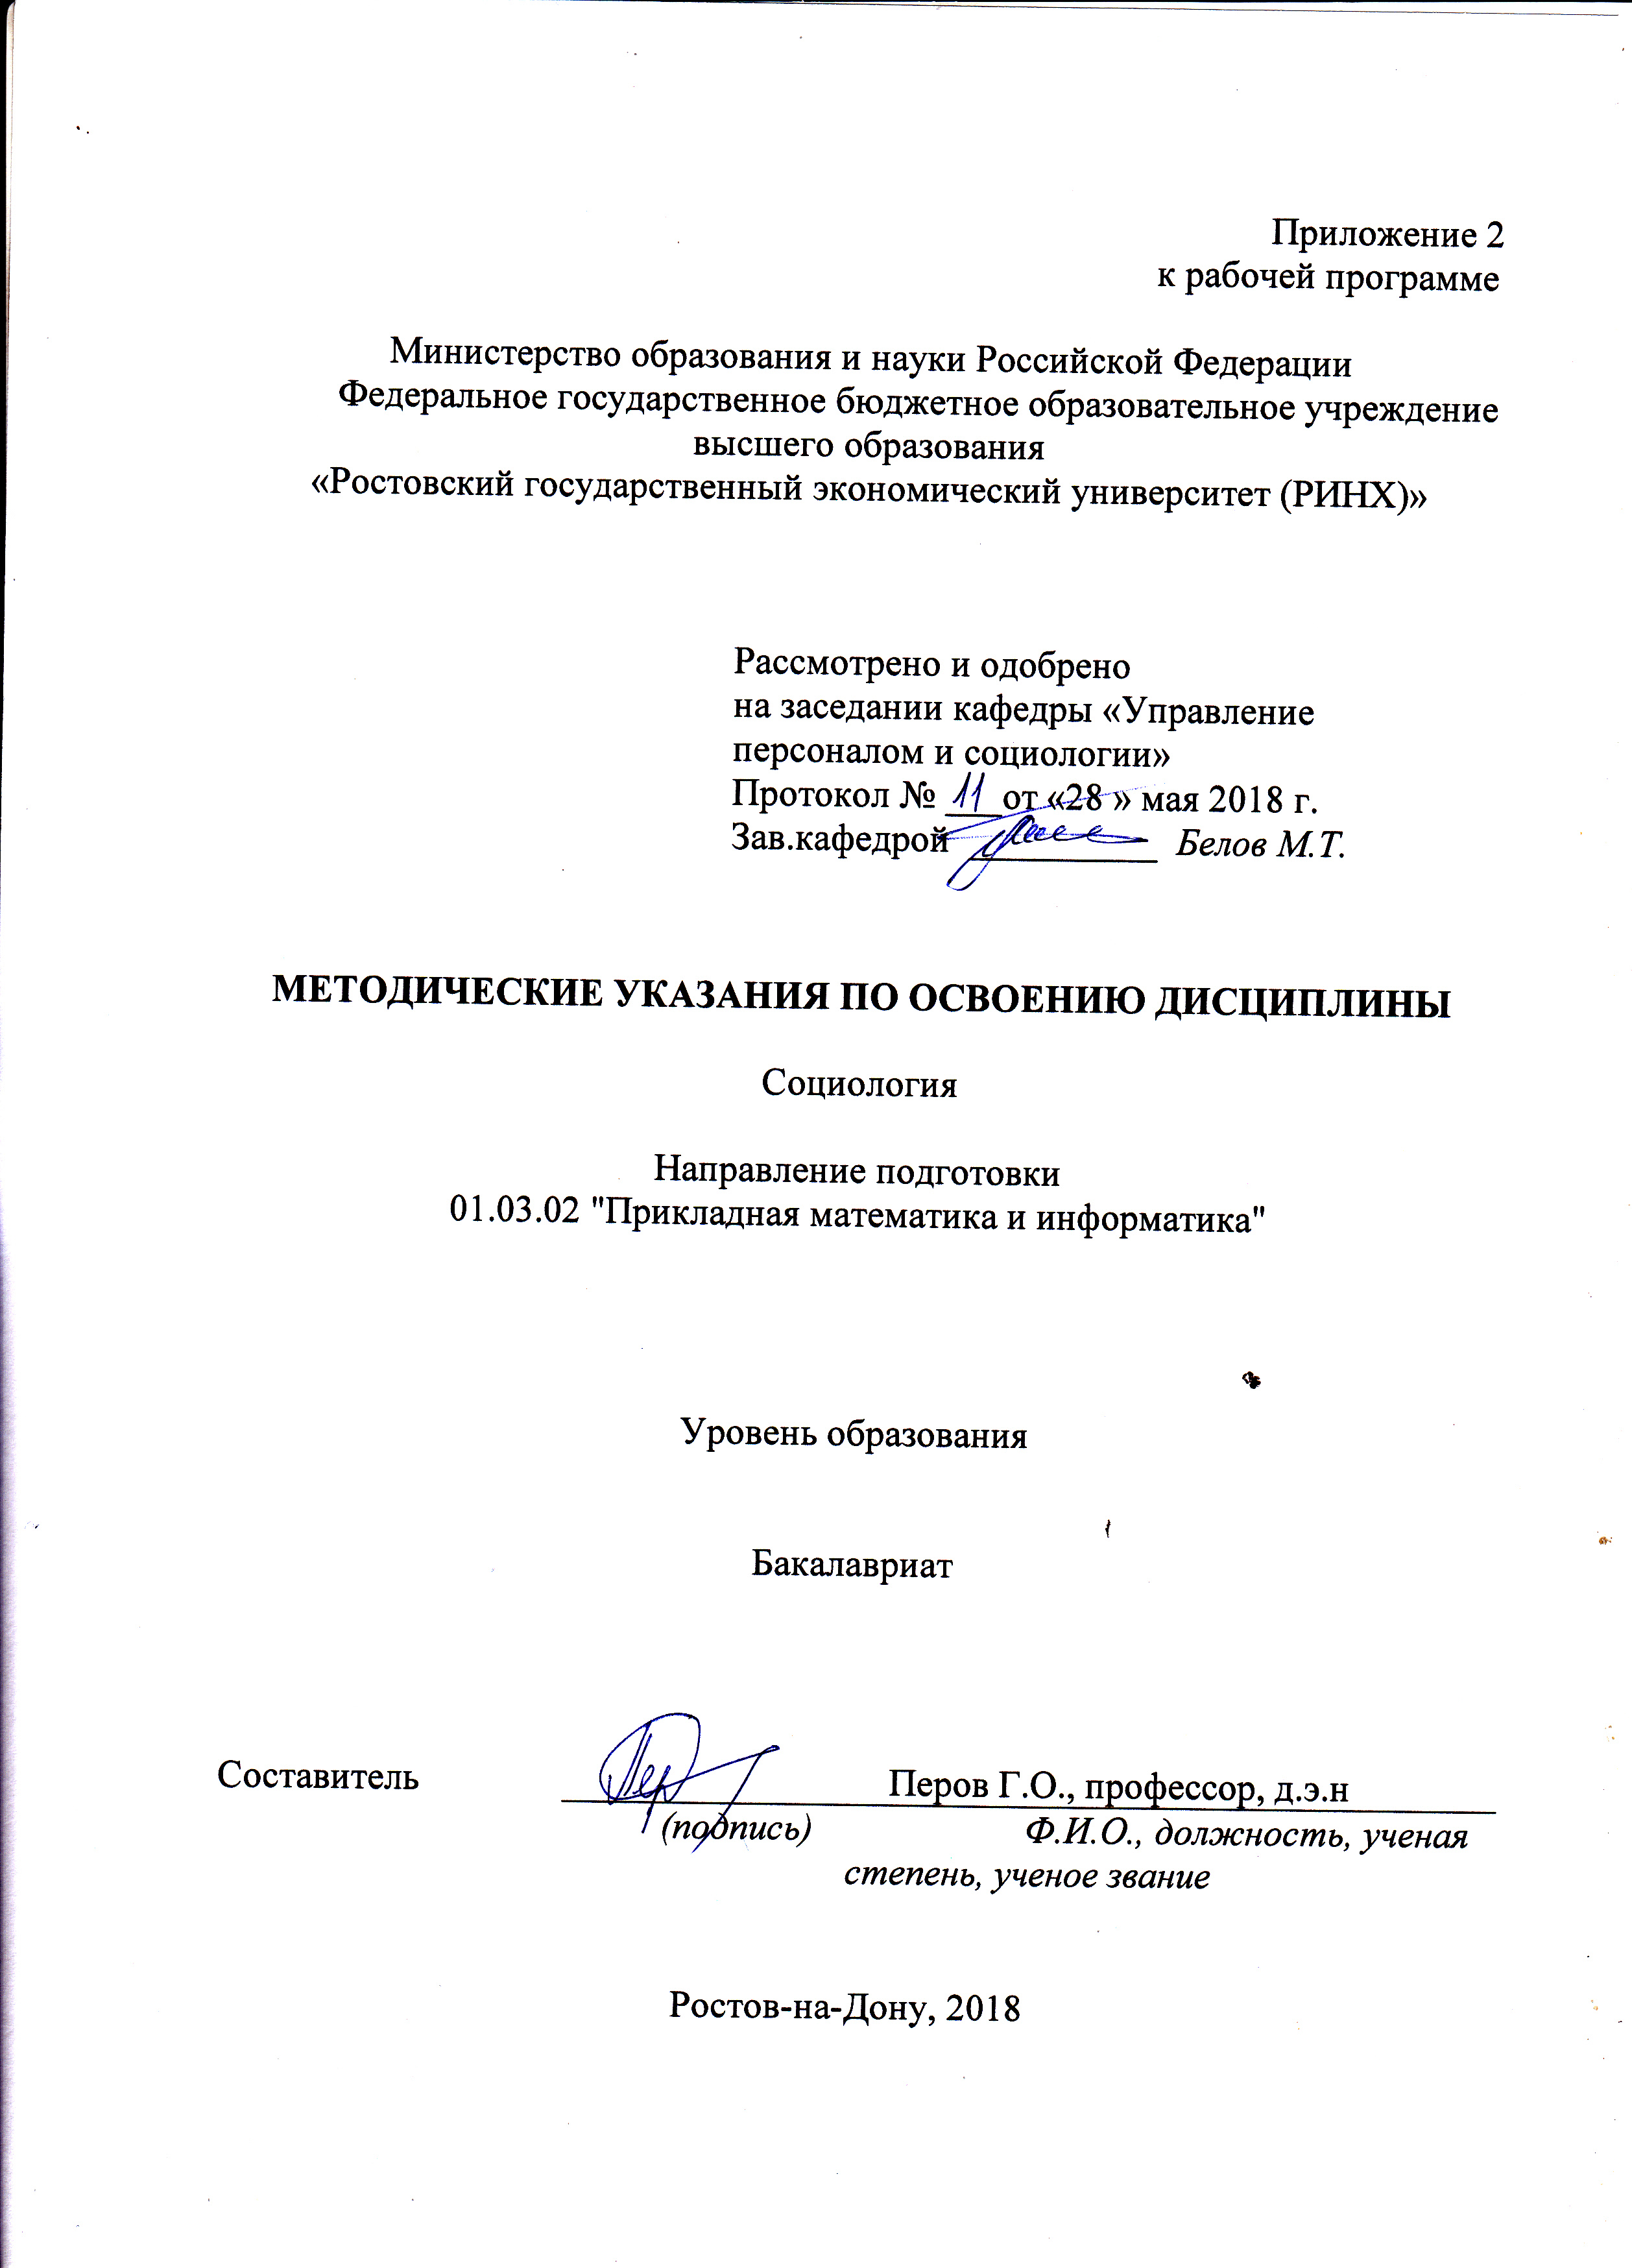 Приложение 2
к рабочей программе
Министерство образования и науки Российской Федерации
Федеральное государственное бюджетное образовательное учреждение
высшего образования
«Ростовский государственный экономический университет (РИНХ)»
Рассмотрено и одобрено
на заседании кафедры «Управление
персоналом и социологии»
Протокол № 11 от «28 » мая 2018 г.
Зав.кафедрой Белов М.Т.
МЕТОДИЧЕСКИЕ УКАЗАНИЯ ПО ОСВОЕНИЮ ДИСЦИПЛИНЫ
Социология
Направление подготовки
01.03.02 "Прикладная математика и информатика"
Уровень образования
Бакалавриат
Составитель Перов Г.О., профессор, д.э.н
(подпись) Ф.И.О., должность, ученая
степень, ученое звание
Ростов-на-Дону, 2018